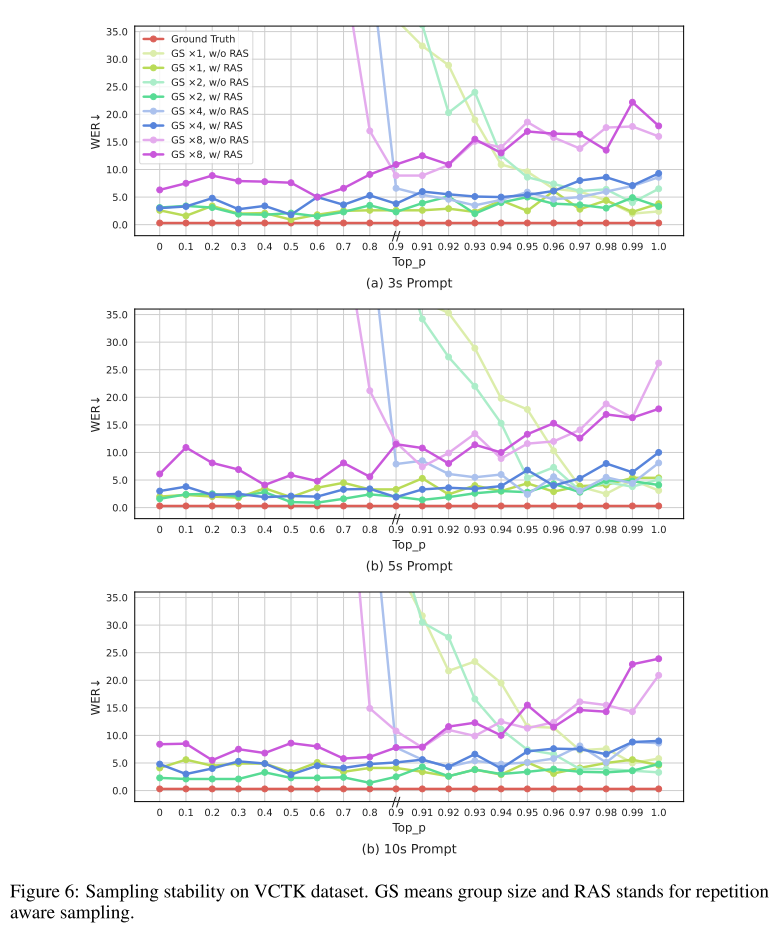 35.0
30.0
25.0
20.0
15.0
10.0
5.0
0.0
WER↓
Ground Truth
GS ×1, w/o RAS
GS ×1, w/ RAS
GS ×2, w/o RAS
GS ×2, w/ RAS
GS ×4, w/o RAS
GS ×4, w/ RAS
GS ×8, w/o RAS
GS ×8, w/ RAS
0 0.1 0.2 0.3 0.4 0.5 0.6 0.7 0.8 0.9 0.91 0.92 0.93 0.94 0.95 0.96 0.97 0.98 0.99 1.0
Top_p
(a) 3s Prompt
35.0
30.0
25.0
20.0
15.0
10.0
5.0
0.0
WER↓
0 0.1 0.2 0.3 0.4 0.5 0.6 0.7 0.8 0.9 0.91 0.92 0.93 0.94 0.95 0.96 0.97 0.98 0.99 1.0
Top_p
(b) 5s Prompt
35.0
30.0
25.0
20.0
15.0
10.0
5.0
0.0
WER↓
0 0.1 0.2 0.3 0.4 0.5 0.6 0.7 0.8 0.9 0.91 0.92 0.93 0.94 0.95 0.96 0.97 0.98 0.99 1.0
Top_p
(b) 10s Prompt
Figure 6: Sampling stability on VCTK dataset. GS means group size and RAS stands for repetition
aware sampling.